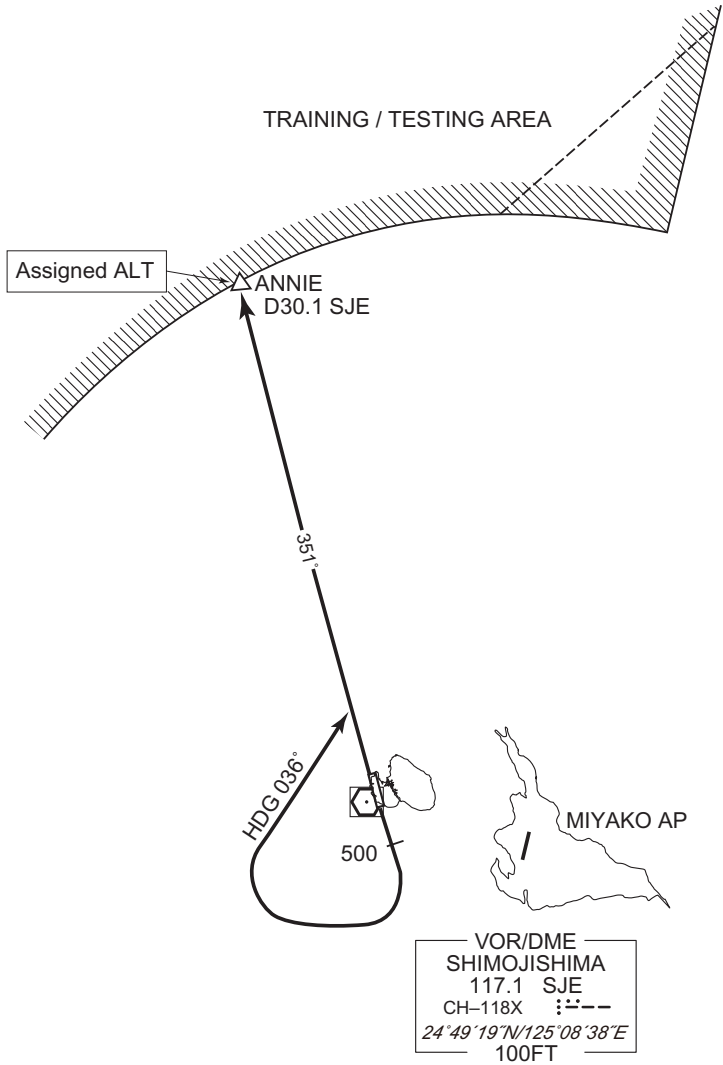 TRAINING / TESTING AREA
Assigned ALT
ANNIE
D30.1 SJE
351°
HDG 036°
500
MIYAKO AP
VOR/DME
SHIMOJISHIMA
117.1 SJE
CH–118X
24°49´19˝N/125°08´38˝E
100FT